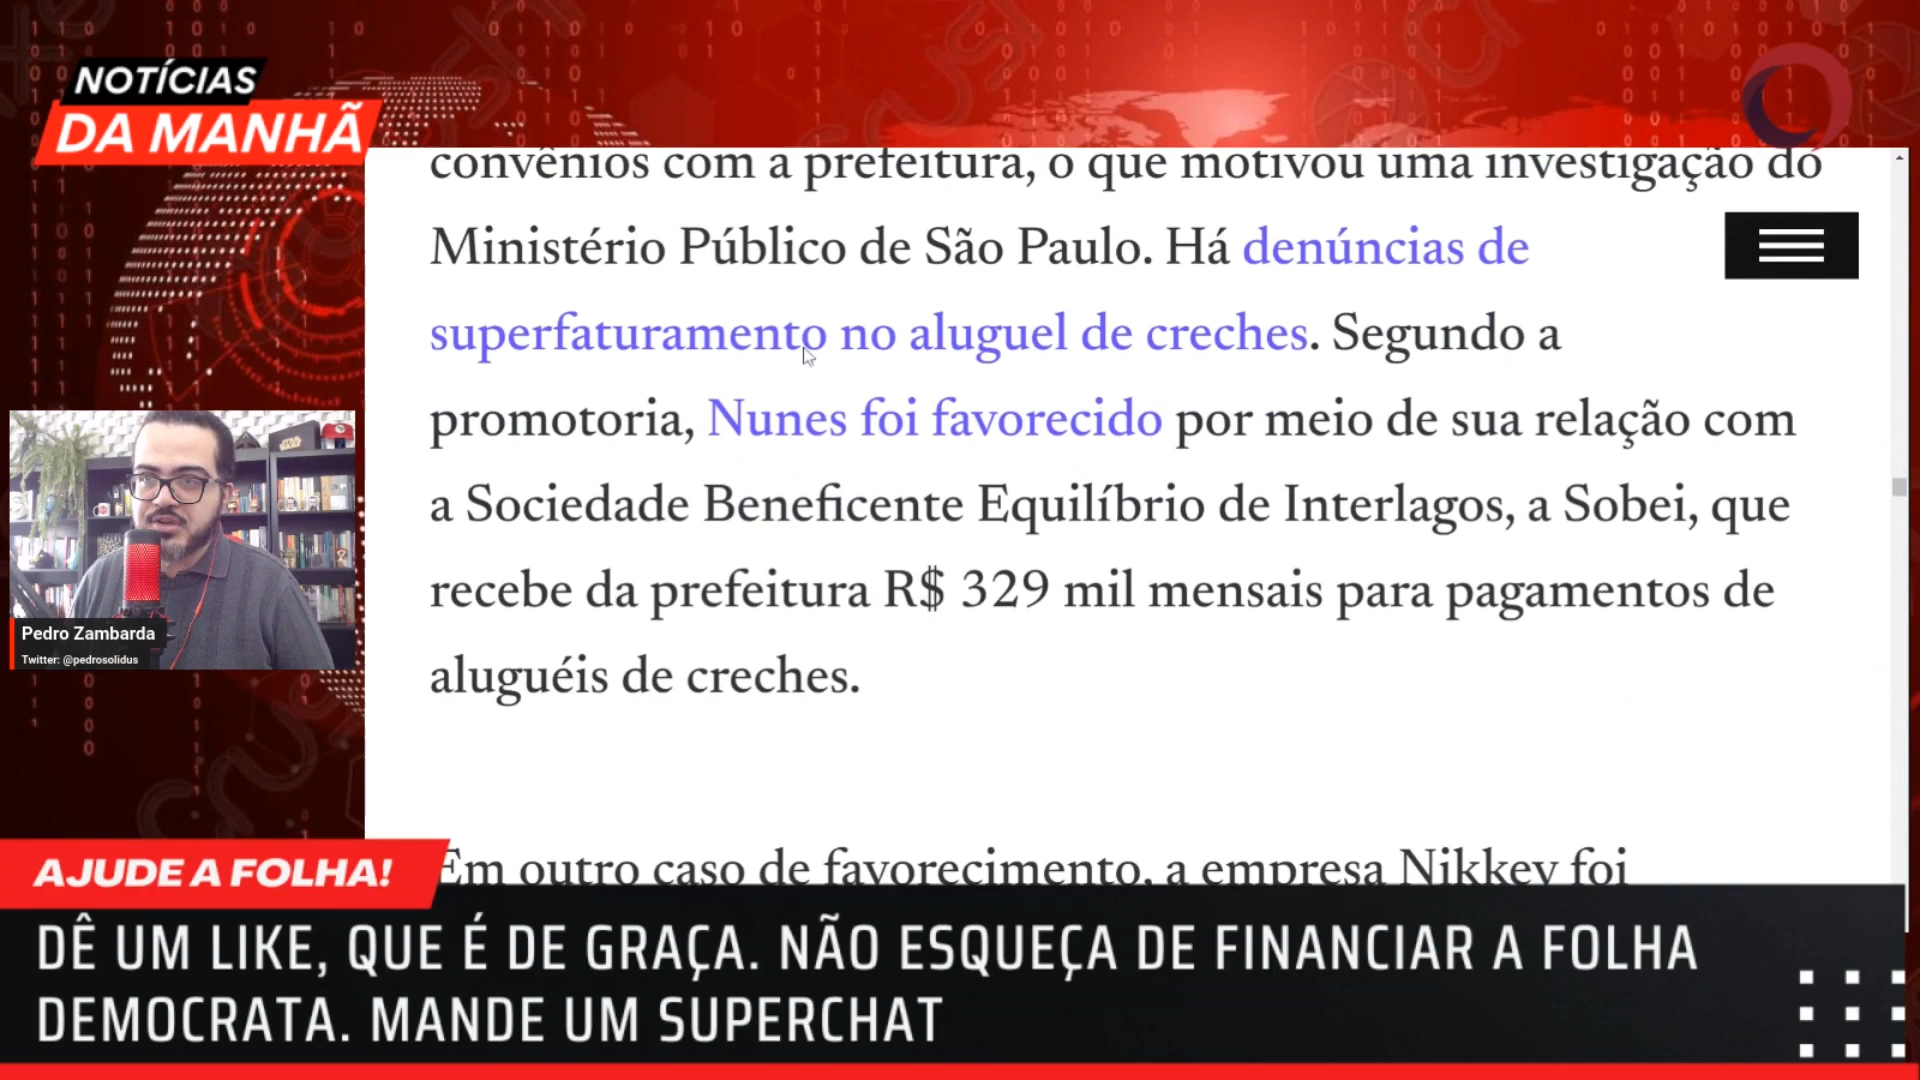 NOTÍCIAS
DA MANHÃ
convênios com a prefeitura, o que motivou uma investigação do
Ministério Público de São Paulo. Há denúncias de
superfaturamento no aluguel de creches. Segundo a
promotoria, Nunes foi favorecido por meio de sua relação com
a Sociedade Beneficente Equilíbrio de Interlagos, a Sobei, que
recebe da prefeitura R$ 329 mil mensais para pagamentos de
aluguéis de creches.
Em outro caso de favorecimento, a empresa Nikkey foi
Pedro Zambarda
Twitter: @pedrosolidus
AJUDE A FOLHA!
DÊ UM LIKE, QUE É DE GRAÇA. NÃO ESQUEÇA DE FINANCIAR A FOLHA
DEMOCRATA. MANDE UM SUPERCHAT